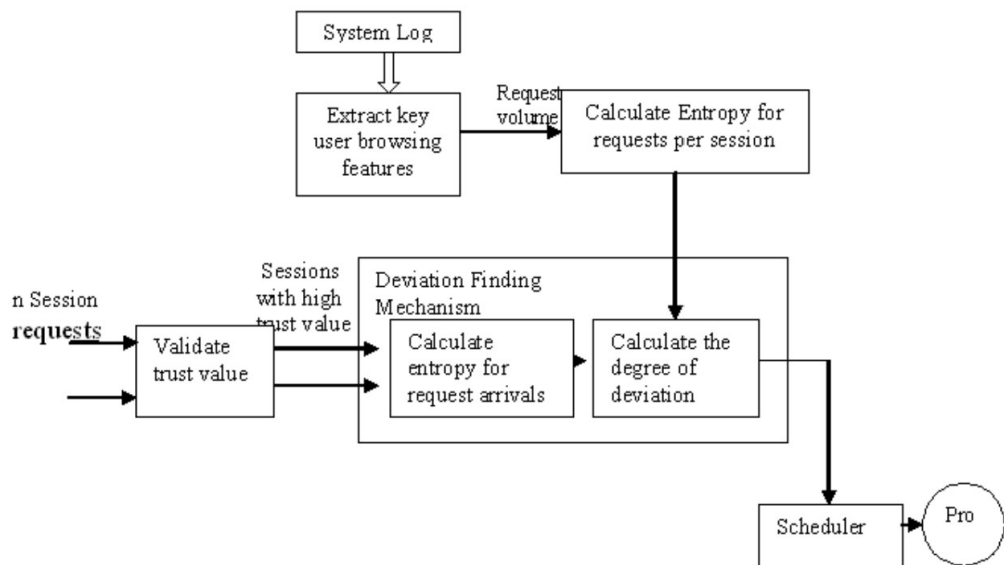 System Log
Extract key
user browsing
features
Request
volume
Calculate Entropy for
requests per session
n Session
requests
Validate
trust value
Sessions
with high
trust value
Deviation Finding
Mechanism
Calculate
entropy for
request arrivals
Calculate the
degree of
deviation
Scheduler
Pro